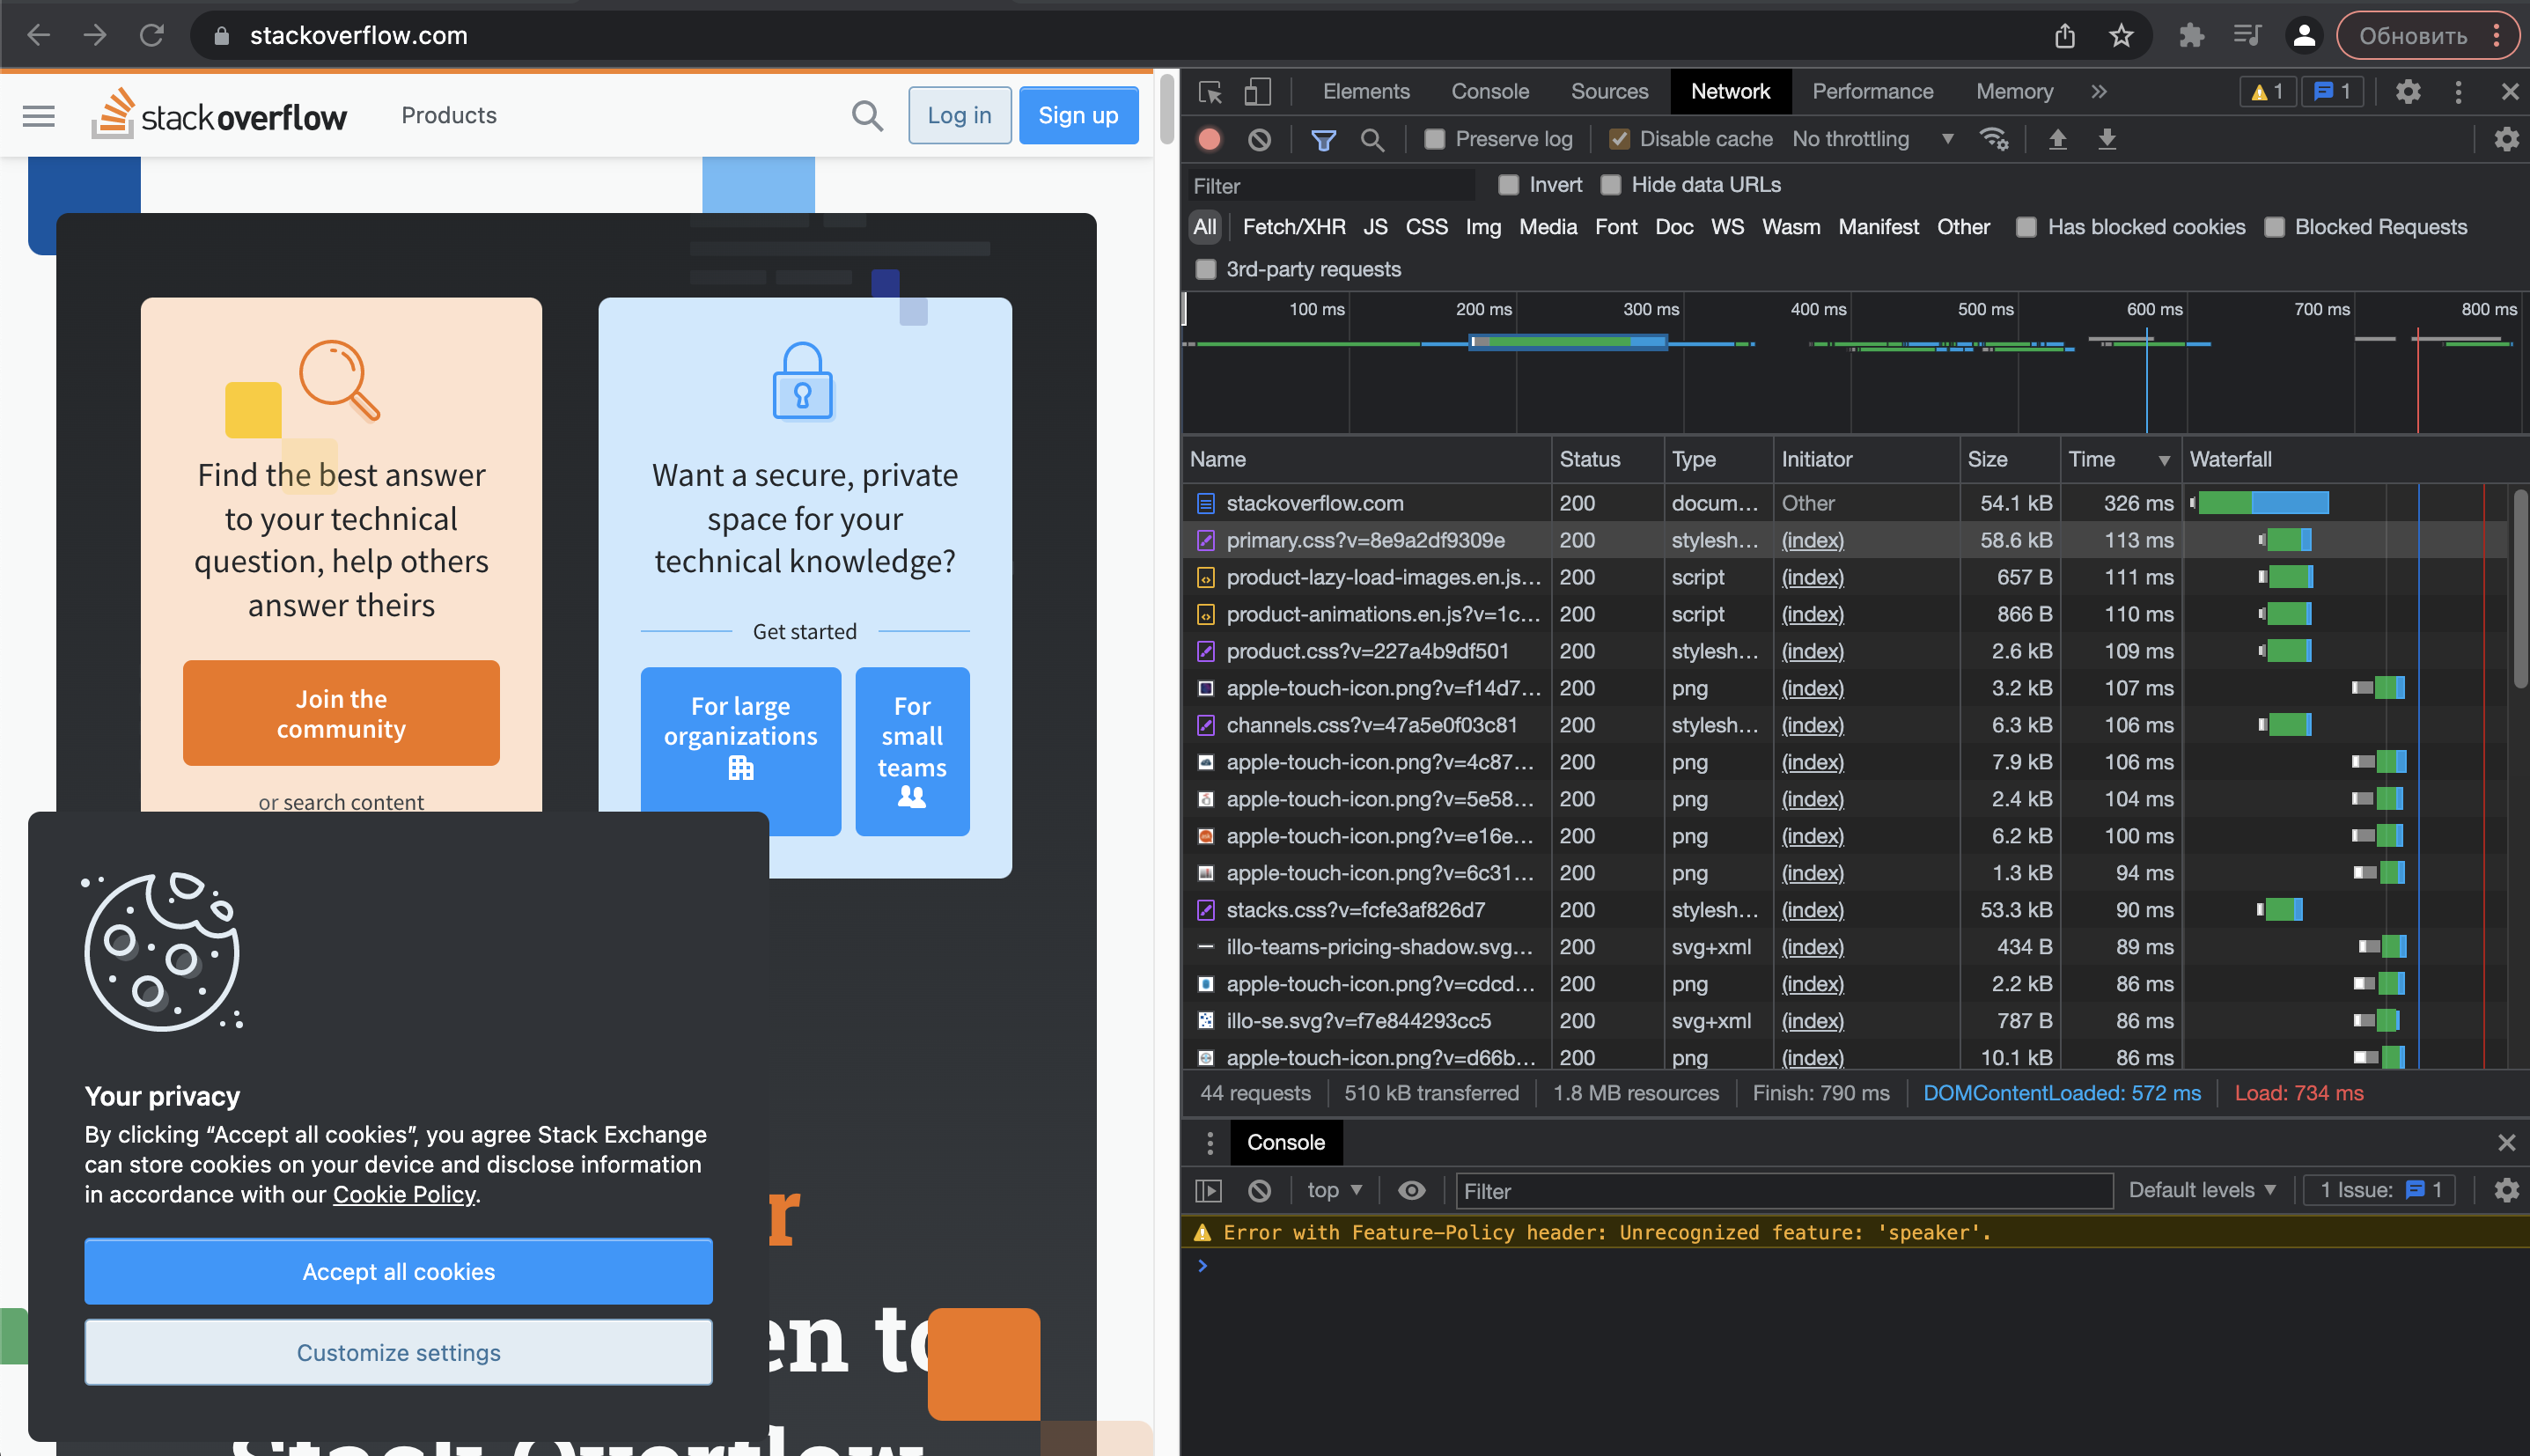 stackoverflow.com
Обновить
stackoverflow
Products
Log in
Sign up
Find the best answer
to your technical
question, help others
answer theirs
Join the
community
or search content
Want a secure, private
space for your
technical knowledge?
Get started
For large
organizations
For
small
teams
Your privacy
By clicking “Accept all cookies”, you agree Stack Exchange
can store cookies on your device and disclose information
in accordance with our Cookie Policy.
Accept all cookies
Customize settings
r
en to
Stack Overflow
Elements Console Sources Network Performance Memory » 1 1
Preserve log Disable cache No throttling
Filter Invert Hide data URLs
All Fetch/XHR JS CSS Img Media Font Doc WS Wasm Manifest Other Has blocked cookies Blocked Requests
3rd-party requests
100 ms 200 ms 300 ms 400 ms 500 ms 600 ms 700 ms 800 ms
Name Status Type Initiator Size Time Waterfall
stackoverflow.com 200 docum... Other 54.1 kB 326 ms
primary.css?v=8e9a2df9309e 200 stylesh... (index) 58.6 kB 113 ms
product-lazy-load-images.en.js... 200 script (index) 657 B 111 ms
product-animations.en.js?v=1c... 200 script (index) 866 B 110 ms
product.css?v=227a4b9df501 200 stylesh... (index) 2.6 kB 109 ms
apple-touch-icon.png?v=f14d7... 200 png (index) 3.2 kB 107 ms
channels.css?v=47a5e0f03c81 200 stylesh... (index) 6.3 kB 106 ms
apple-touch-icon.png?v=4c87... 200 png (index) 7.9 kB 106 ms
apple-touch-icon.png?v=5e58... 200 png (index) 2.4 kB 104 ms
apple-touch-icon.png?v=e16e... 200 png (index) 6.2 kB 100 ms
apple-touch-icon.png?v=6c31... 200 png (index) 1.3 kB 94 ms
stacks.css?v=fcfe3af826d7 200 stylesh... (index) 53.3 kB 90 ms
illo-teams-pricing-shadow.svg... 200 svg+xml (index) 434 B 89 ms
apple-touch-icon.png?v=cdcd... 200 png (index) 2.2 kB 86 ms
illo-se.svg?v=f7e844293cc5 200 svg+xml (index) 787 B 86 ms
apple-touch-icon.png?v=d66b... 200 png (index) 10.1 kB 86 ms
44 requests 510 kB transferred 1.8 MB resources Finish: 790 ms DOMContentLoaded: 572 ms Load: 734 ms
Console
top Filter Default levels 1 Issue: 1
Error with Feature-Policy header: Unrecognized feature: 'speaker'.